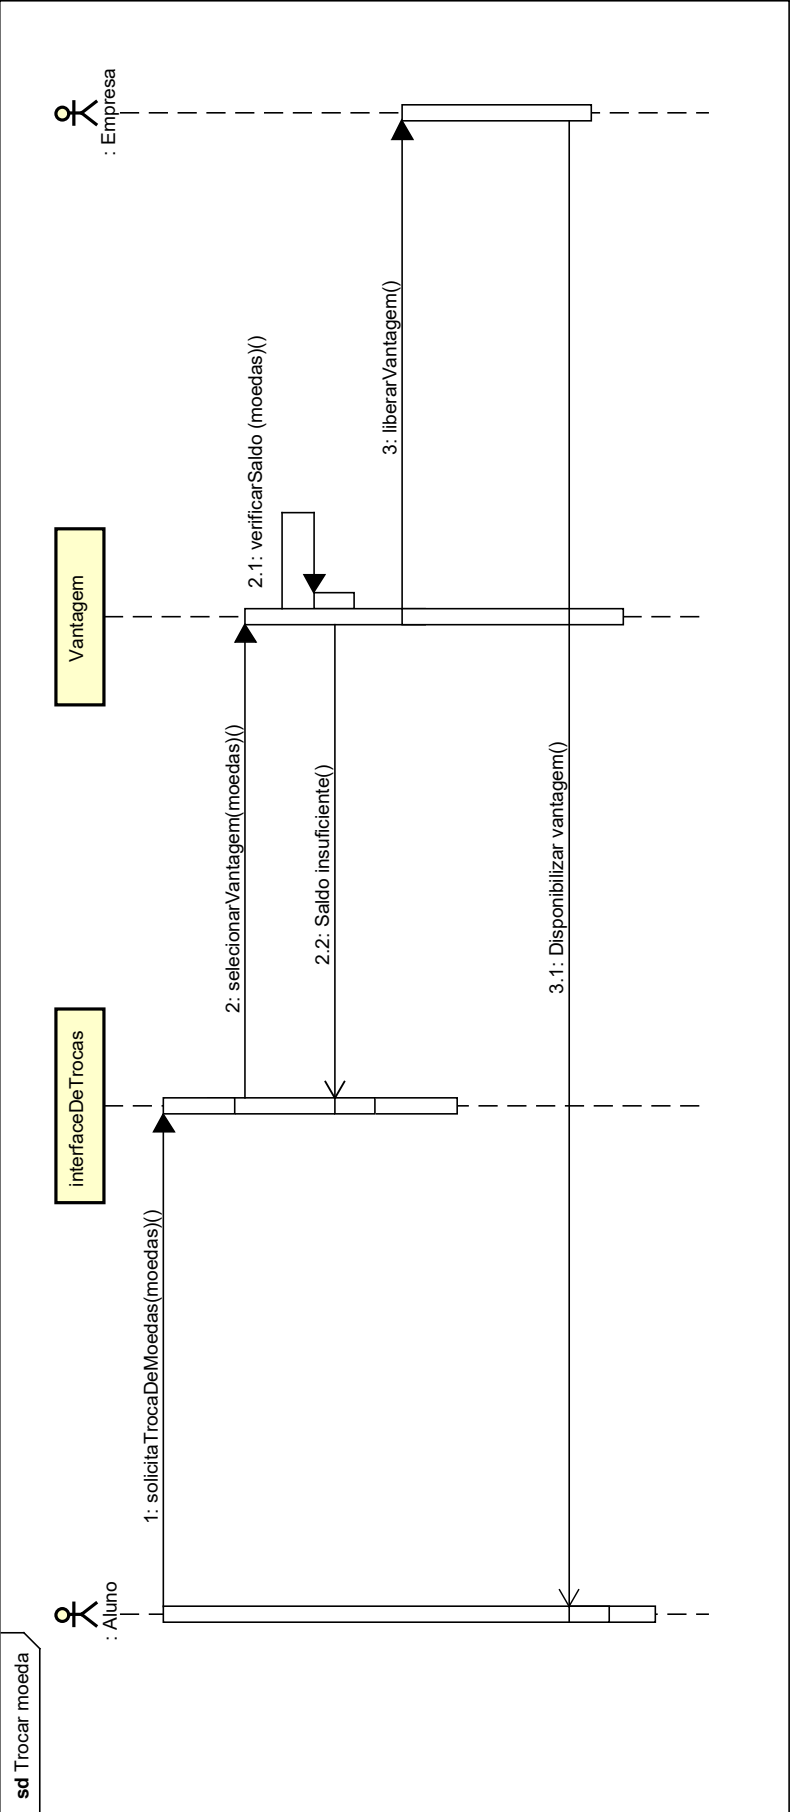 sd Trocar moeda
: Aluno
interfaceDeTrocas
Vantagem
: Empresa
1: solicitaTrocaDeMoedas(moedas)()
2: selecionarVantagem(moedas)()
2.1: verificarSaldo (moedas)()
2.2: Saldo insuficiente()
3: liberarVantagem()
3.1: Disponibilizar vantagem()